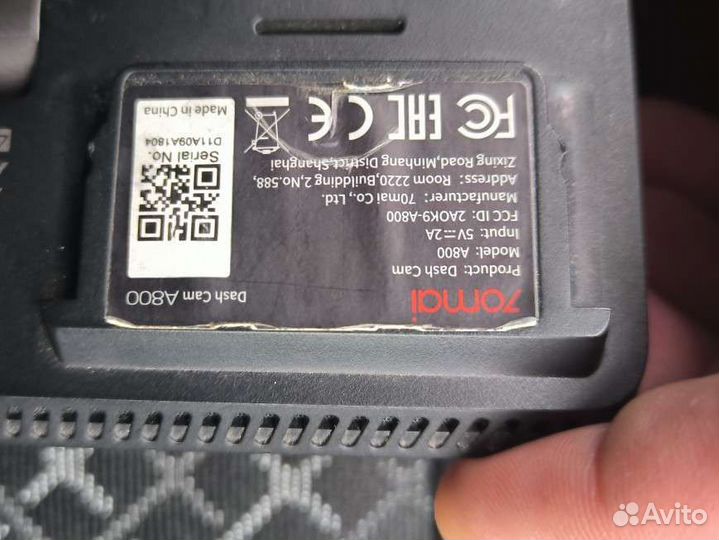 70mai
Dash Cam A800
Product: Dash Cam
Model: A800
Input: 5V⎓2A
FCC ID: 2AOK9-A800
Manufacturer: 70mai Co., Ltd.
Address: Room 2220,Buildding 2,No.588,
Zixing Road,Minhang District,Shanghai
FC EAC CE
Serial No.
D11A09A1804
Made in China
Avito